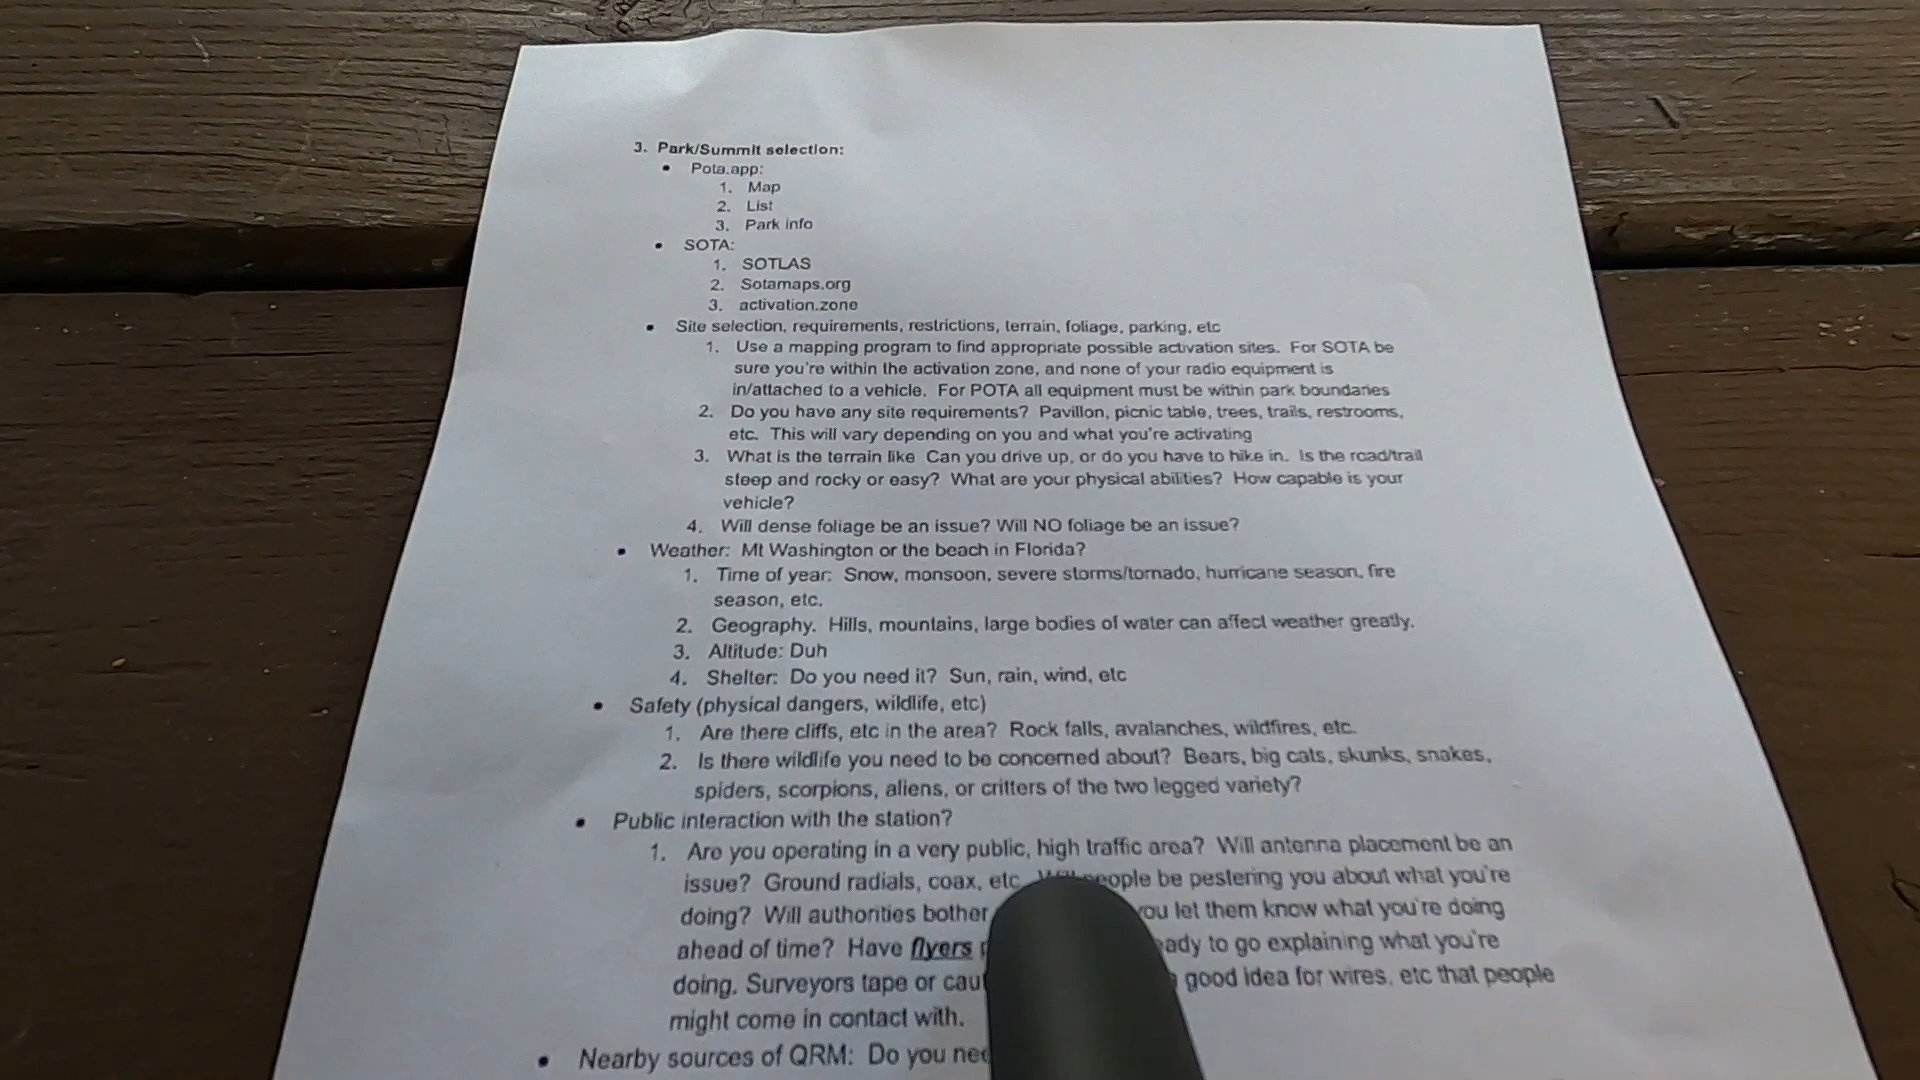 3. Park/Summit selection:
• Pota.app:
1. Map
2. List
3. Park info
• SOTA:
1. SOTLAS
2. Sotamaps.org
3. activation.zone
• Site selection, requirements, restrictions, terrain, foliage, parking, etc
1. Use a mapping program to find appropriate possible activation sites. For SOTA be
sure you're within the activation zone, and none of your radio equipment is
in/attached to a vehicle. For POTA all equipment must be within park boundaries
2. Do you have any site requirements? Pavilion, picnic table, trees, trails, restrooms,
etc. This will vary depending on you and what you're activating
3. What is the terrain like Can you drive up, or do you have to hike in. Is the road/trail
steep and rocky or easy? What are your physical abilities? How capable is your
vehicle?
4. Will dense foliage be an issue? Will NO foliage be an issue?
• Weather: Mt Washington or the beach in Florida?
1. Time of year: Snow, monsoon, severe storms/tornado, hurricane season, fire
season, etc.
2. Geography. Hills, mountains, large bodies of water can affect weather greatly.
3. Altitude: Duh
4. Shelter: Do you need it? Sun, rain, wind, etc
• Safety (physical dangers, wildlife, etc)
1. Are there cliffs, etc in the area? Rock falls, avalanches, wildfires, etc.
2. Is there wildlife you need to be concerned about? Bears, big cats, skunks, snakes,
spiders, scorpions, aliens, or critters of the two legged variety?
• Public interaction with the station?
1. Are you operating in a very public, high traffic area? Will antenna placement be an
issue? Ground radials, coax, etc people be pestering you about what you're
doing? Will authorities bother you let them know what you're doing
ahead of time? Have flyers to go explaining what you're
doing. Surveyors tape or good idea for wires, etc that people
might come in contact with.
• Nearby sources of QRM: Do you